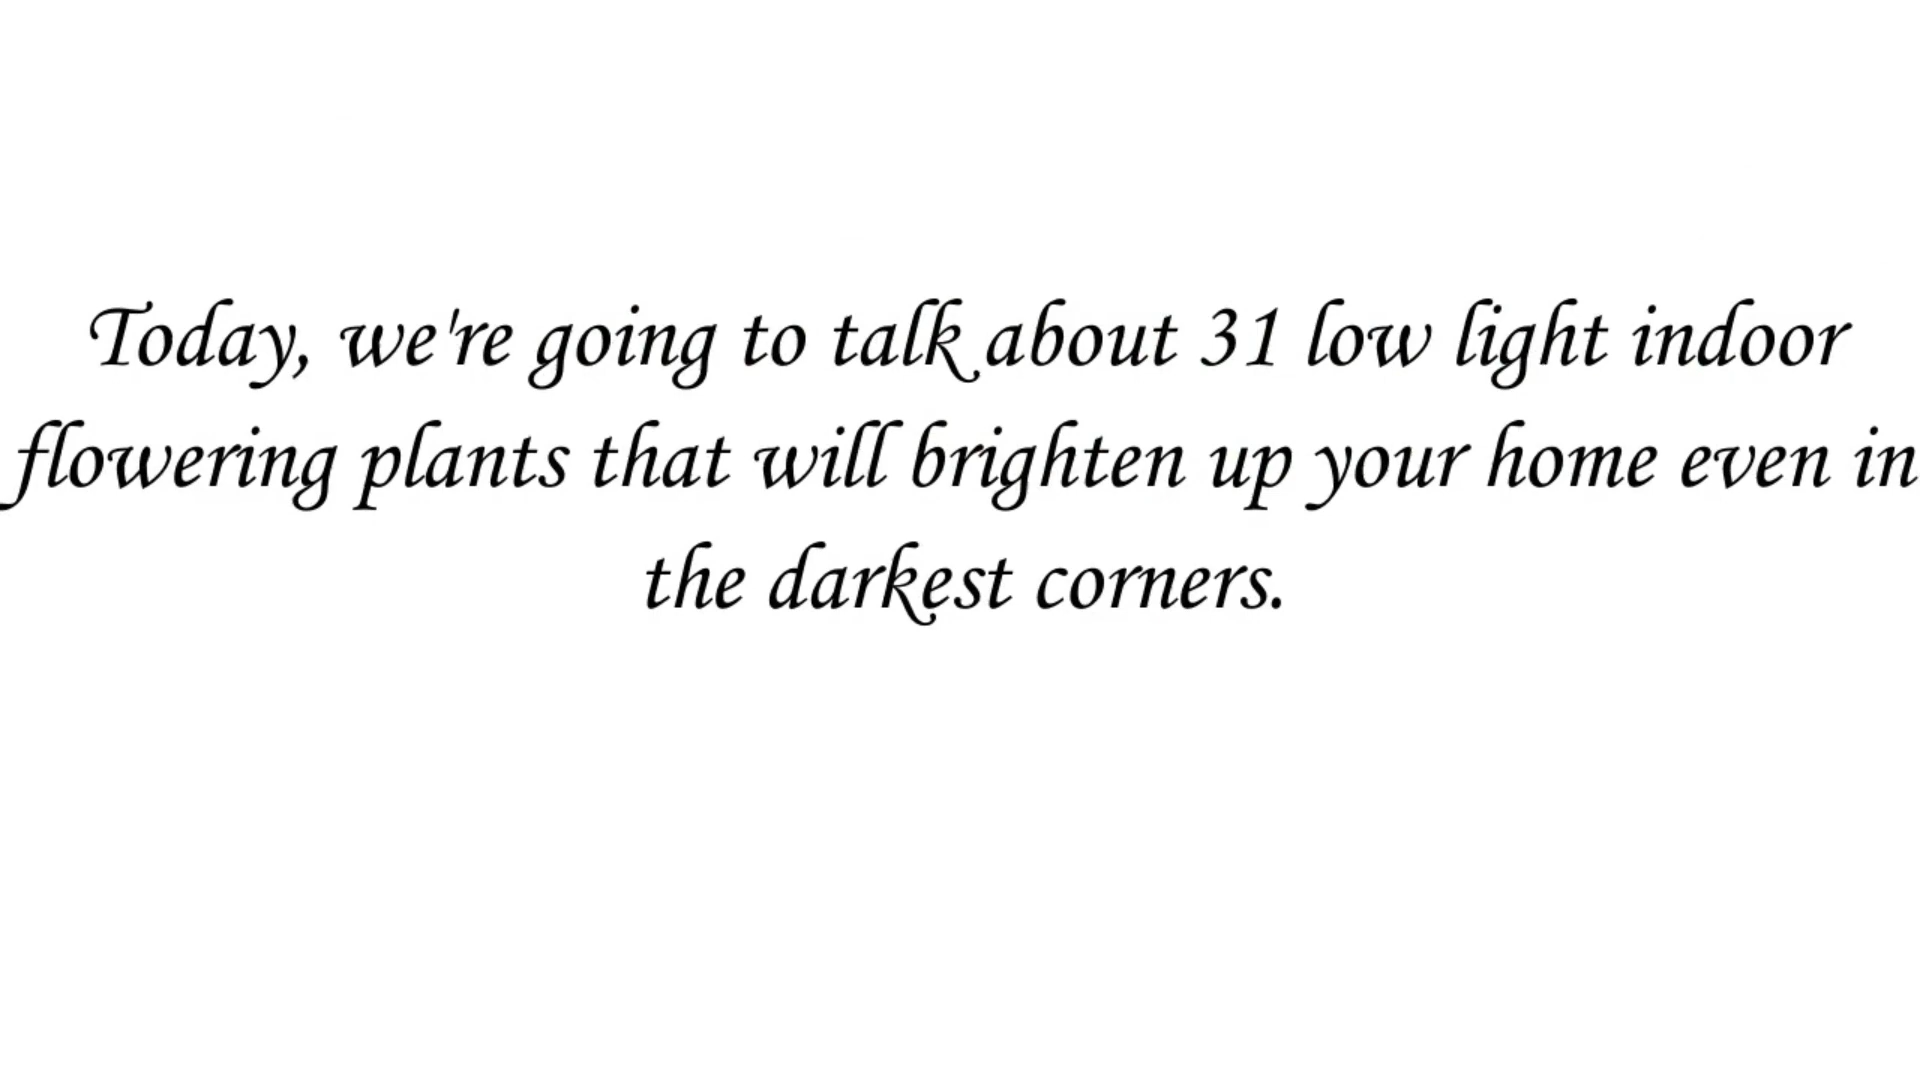 Today, we're going to talk about 31 low light indoor
flowering plants that will brighten up your home even in
the darkest corners.